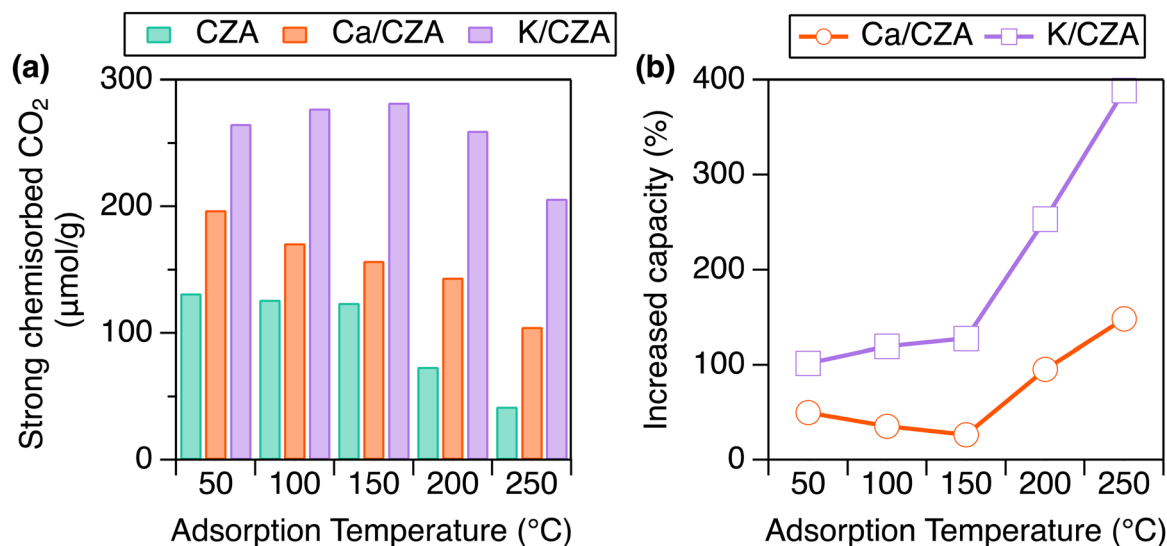 CZA Ca/CZA K/CZA
(a)
Strong chemisorbed CO₂
(μmol/g)
300
200
100
0
50 100 150 200 250
Adsorption Temperature (°C)
Ca/CZA K/CZA
(b)
Increased capacity (%)
400
300
200
100
0
50 100 150 200 250
Adsorption Temperature (°C)